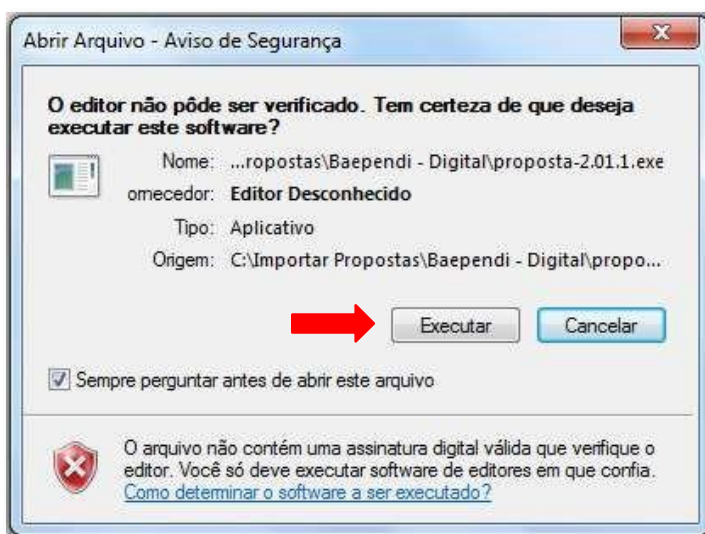 Abrir Arquivo - Aviso de Segurança
O editor não pôde ser verificado. Tem certeza de que deseja
executar este software?
Nome: ...ropostas\Baependi - Digital\proposta-2.01.1.exe
omecedor: Editor Desconhecido
Tipo: Aplicativo
Origem: C:\Importar Propostas\Baependi - Digital\propo...
Executar Cancelar
Sempre perguntar antes de abrir este arquivo
O arquivo não contém uma assinatura digital válida que verifique o
editor. Você só deve executar software de editores em que confia.
Como determinar o software a ser executado?